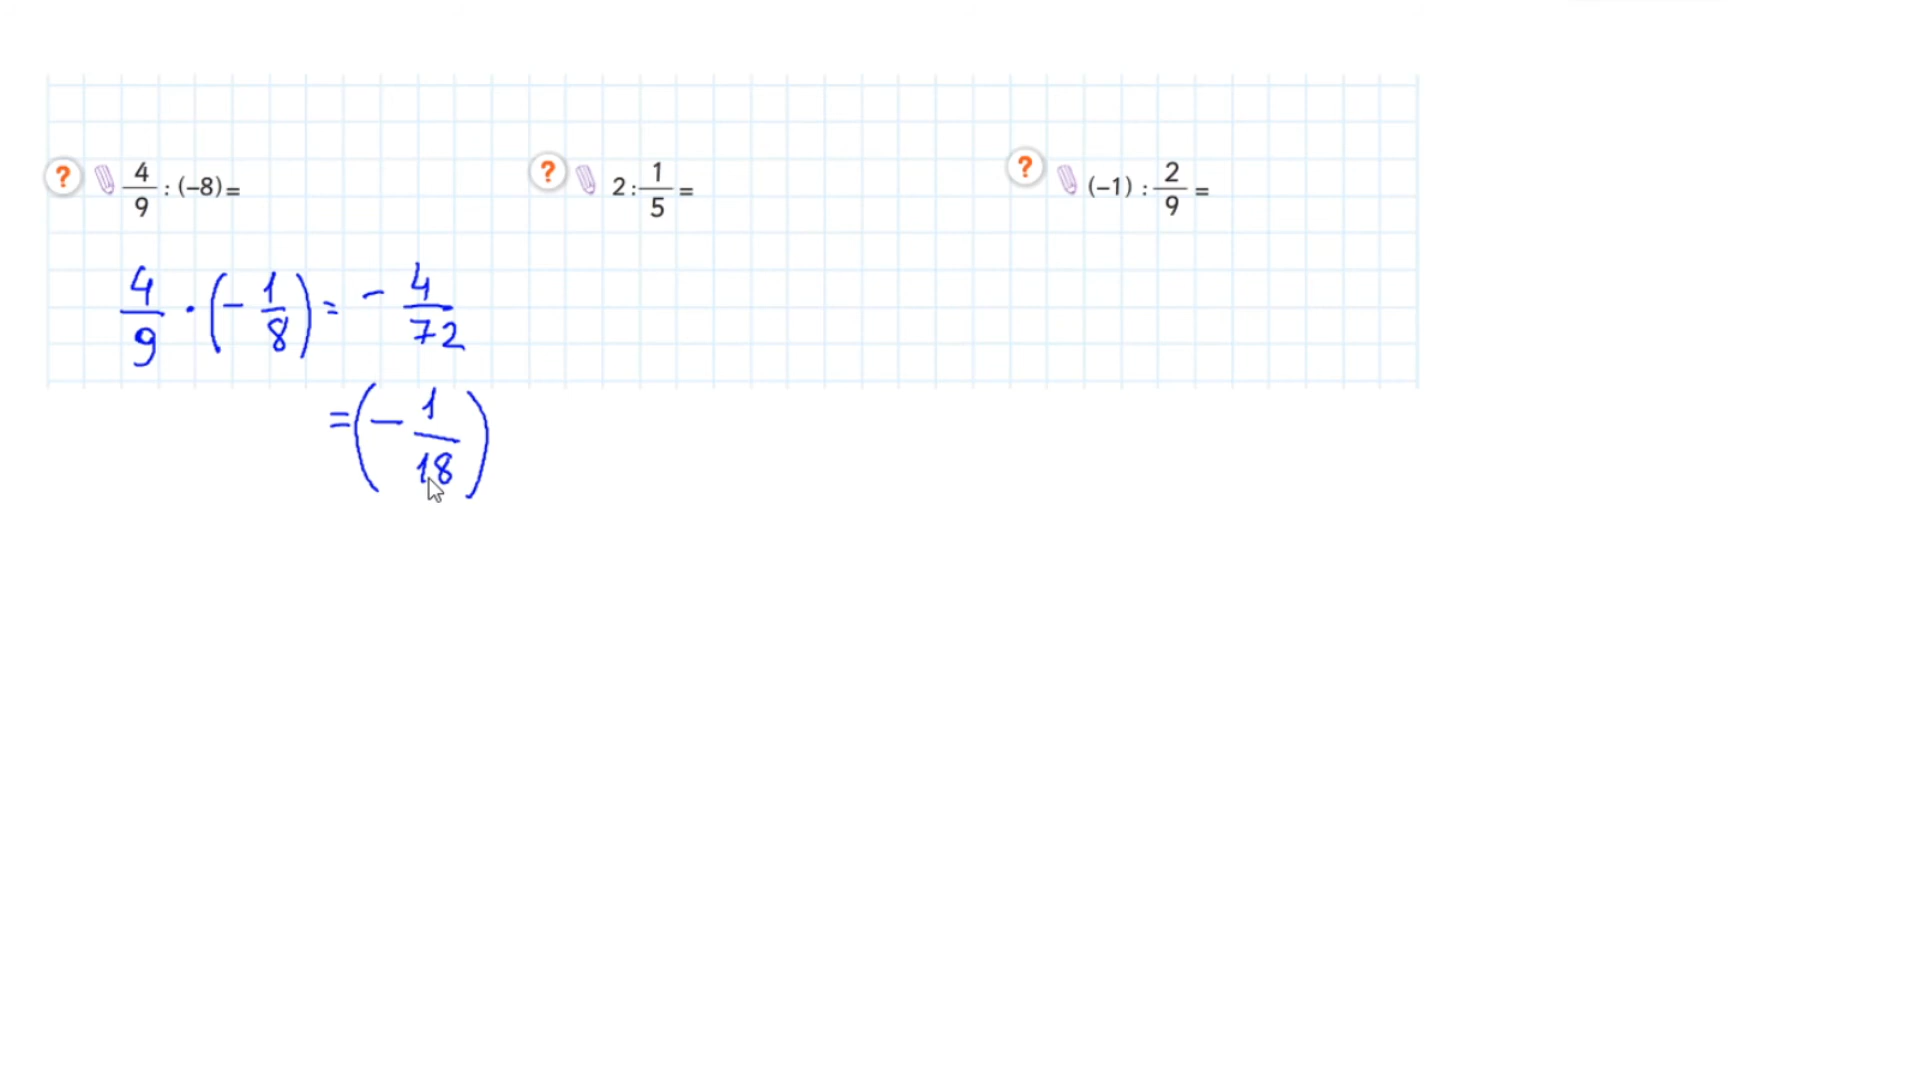 ? 4/9 : (–8)=
? 2 : 1/5 =
? (–1) : 2/9 =
4/9 · (- 1/8) = - 4/72
= (- 1/18)